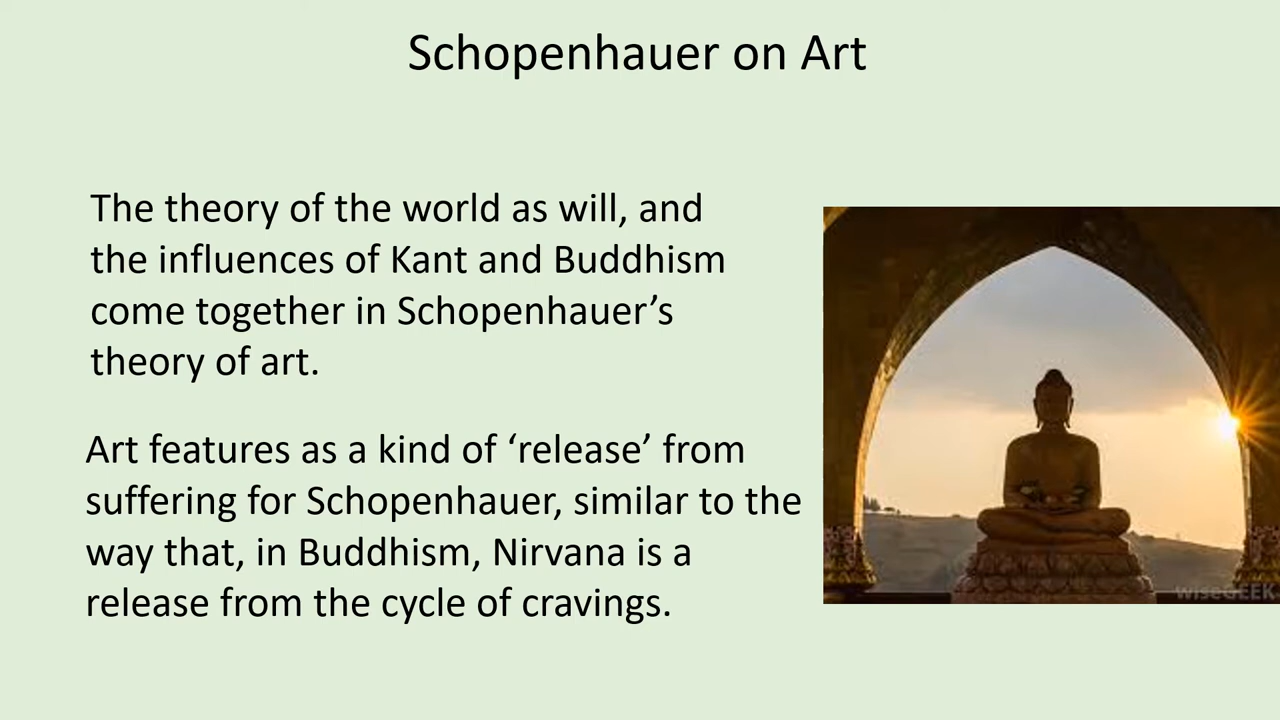 Schopenhauer on Art
The theory of the world as will, and
the influences of Kant and Buddhism
come together in Schopenhauer’s
theory of art.
Art features as a kind of ‘release’ from
suffering for Schopenhauer, similar to the
way that, in Buddhism, Nirvana is a
release from the cycle of cravings.
wiseGEEK